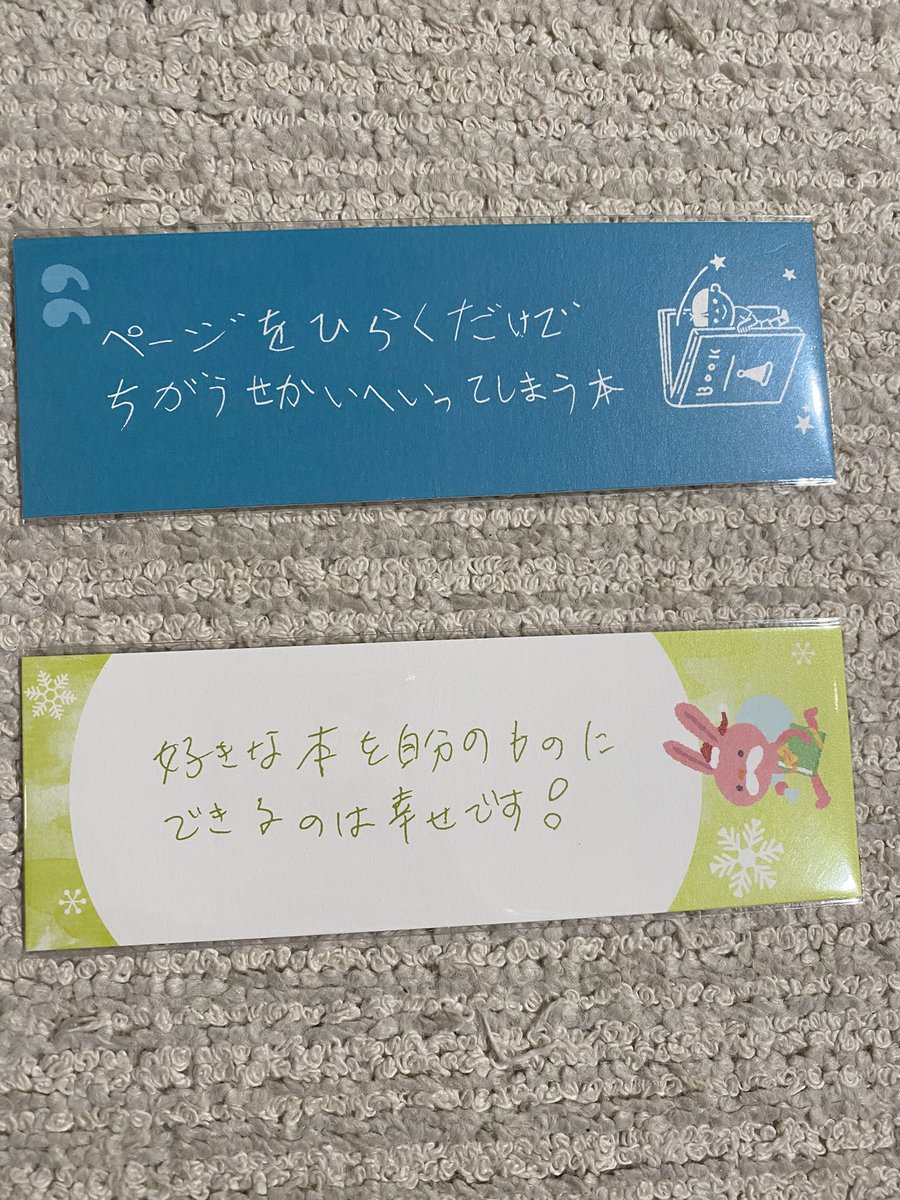 ページをひらくだけで
ちがうせかいへいってしまう本
Book
好きな本を自分のものに
できるのは幸せです!